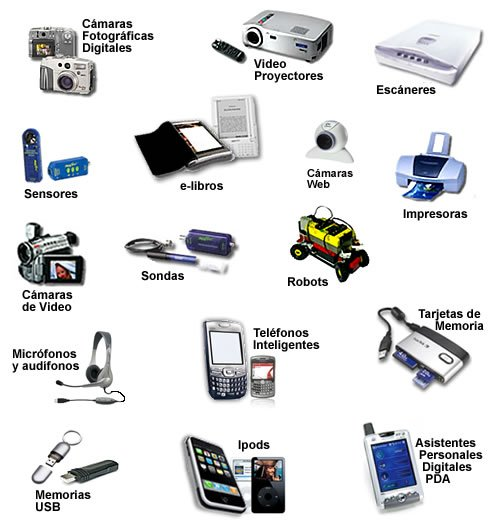 Cámaras
Fotográficas
Digitales
Video
Proyectores
Escáneres
Sensores
e-libros
Cámaras
Web
Impresoras
Cámaras
de Video
Sondas
Robots
Micrófonos
y audífonos
Teléfonos
Inteligentes
Tarjetas de
Memoria
Memorias
USB
Ipods
Asistentes
Personales
Digitales
PDA